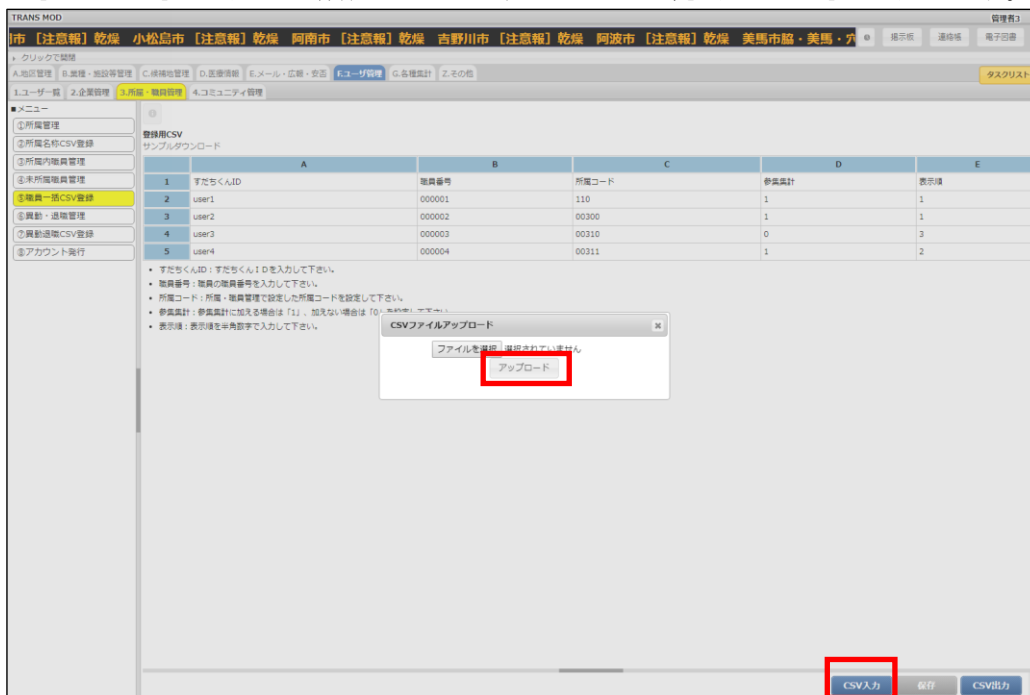 TRANS MOD 管理者3
市 [注意報] 乾燥 小松島市 [注意報] 乾燥 阿南市 [注意報] 乾燥 吉野川市 [注意報] 乾燥 阿波市 [注意報] 乾燥 美馬市脇・美馬・穴 掲示板 連絡帳 電子図書
› クリックで開閉
A.地区管理 B.業種・施設等管理 C.候補地管理 D.医療情報 E.メール・広報・安否 F.ユーザ管理 G.各種集計 Z.その他 タスクリスト
1.ユーザ一覧 2.企業管理 3.所属・職員管理 4.コミュニティ管理
■メニュー
①所属管理
②所属名称CSV登録
③所属内職員管理
④未所属職員管理
⑤職員一括CSV登録
⑥異動・退職管理
⑦異動退職CSV登録
⑧アカウント発行
登録用CSV
サンプルダウンロード
A B C D E
1 すだちくんID 職員番号 所属コード 参集集計 表示順
2 user1 000001 110 1 1
3 user2 000002 00300 1 1
4 user3 000003 00310 0 3
5 user4 000004 00311 1 2
• すだちくんID：すだちくんIDを入力して下さい。
• 職員番号：職員の職員番号を入力して下さい。
• 所属コード：所属・職員管理で設定した所属コードを設定して下さい。
• 参集集計：参集集計に加える場合は「1」、加えない場合は「0」を設定して下さい。
• 表示順：表示順を半角数字で入力して下さい。
CSVファイルアップロード
ファイルを選択 選択されていません
アップロード
CSV入力 保存 CSV出力